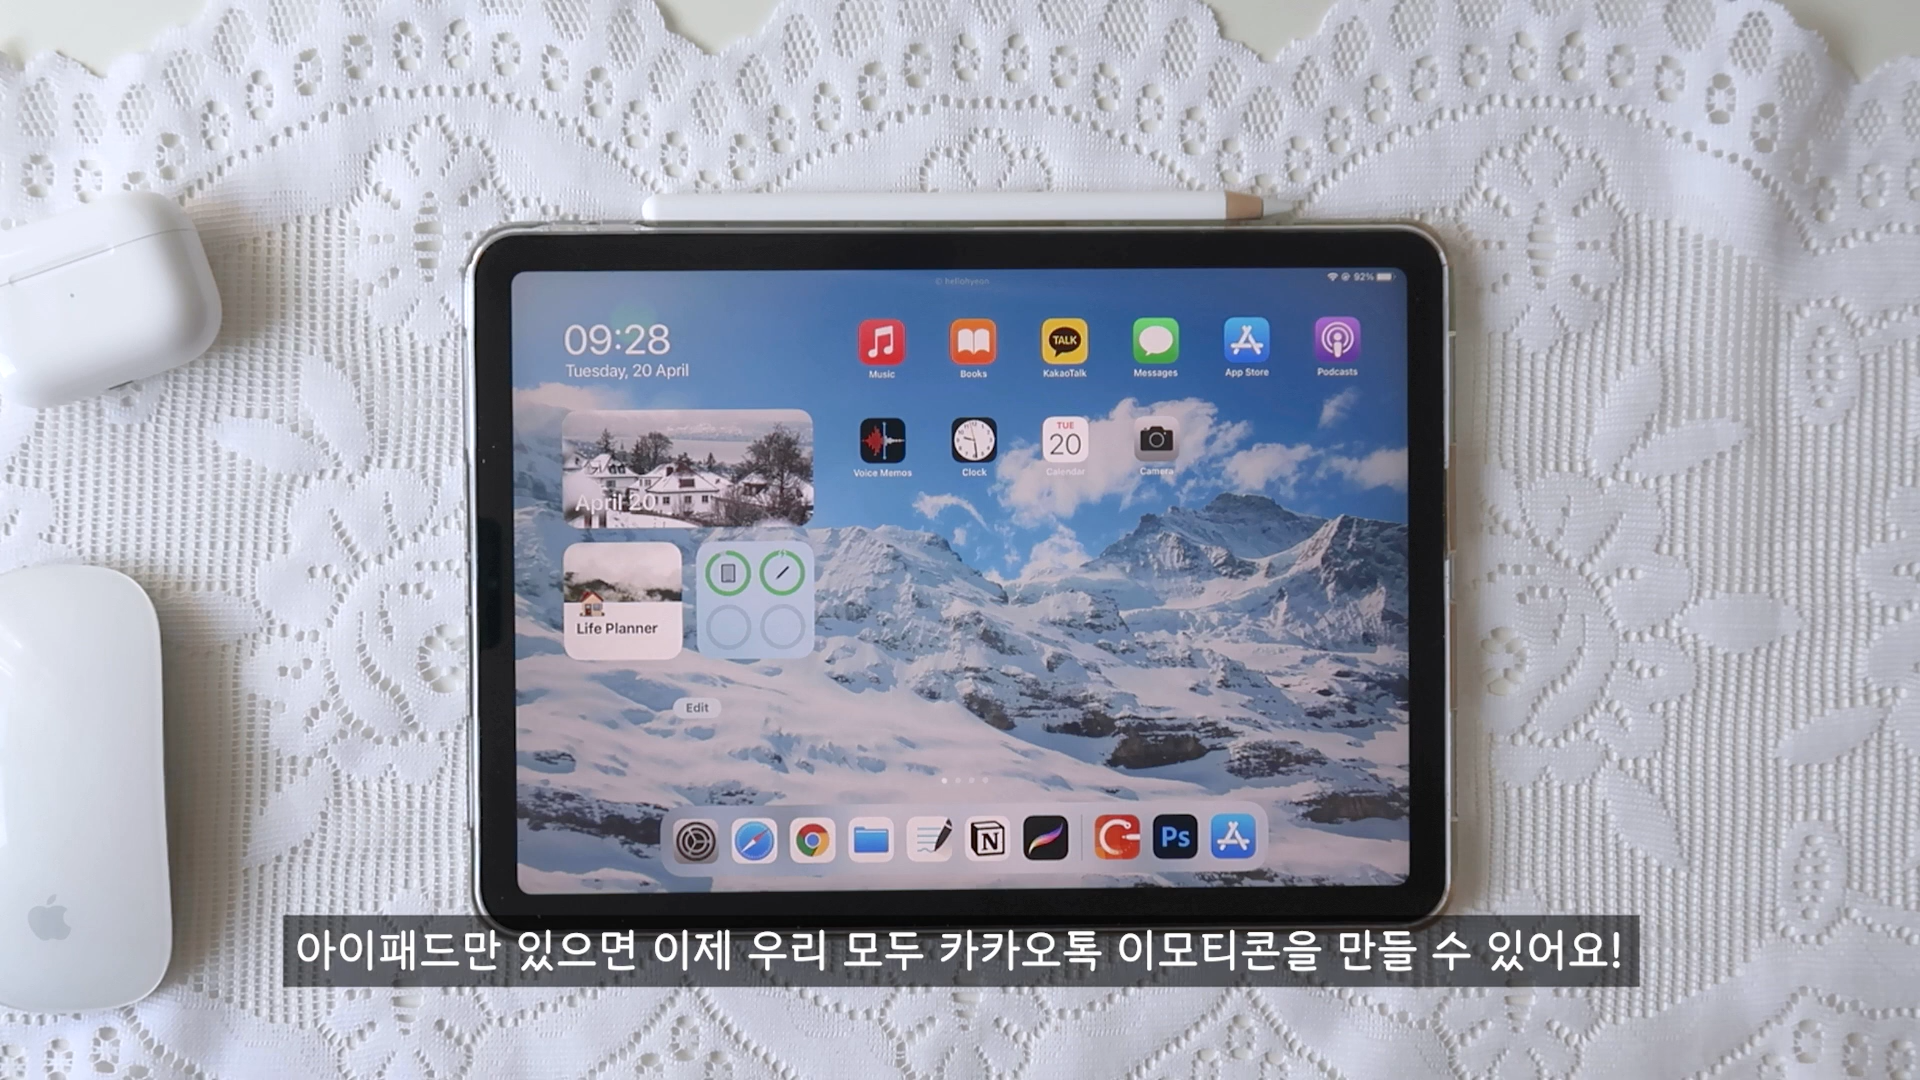 © hellohyeon
92%
09:28
Tuesday, 20 April
Music
Books
TALK
KakaoTalk
Messages
App Store
Podcasts
Voice Memos
Clock
TUE
20
Calendar
Camera
April 20
Life Planner
Edit
N
Ps
아이패드만 있으면 이제 우리 모두 카카오톡 이모티콘을 만들 수 있어요!